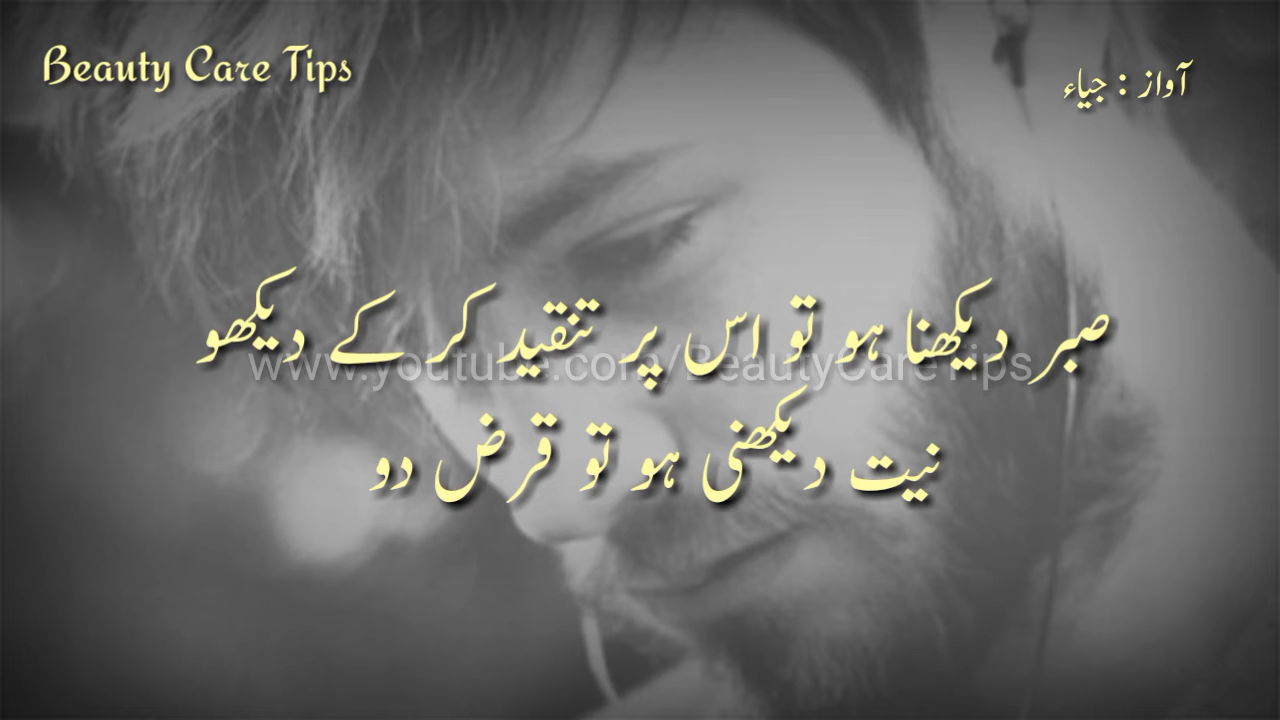 Beauty Care Tips
آواز : جیاء
صبر دیکھنا ہو تو اس پر تنقید کر کے دیکھو
www.youtube.com/BeautyCareTips
نیت دیکھنی ہو تو قرض دو